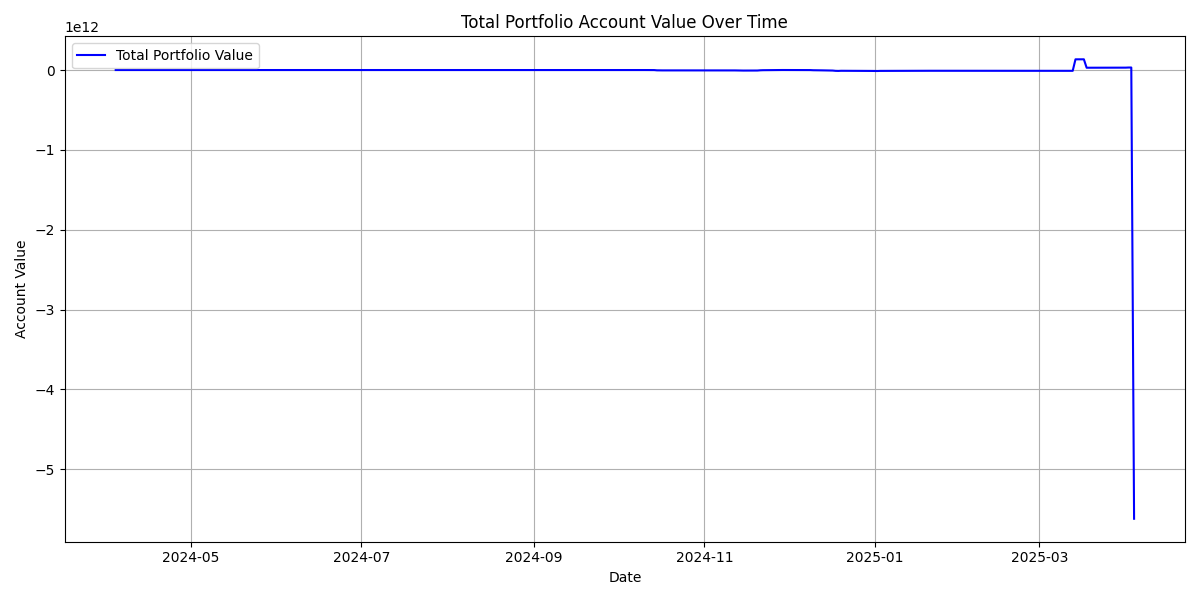 Total Portfolio Account Value Over Time
1e12
Total Portfolio Value
0
−1
−2
−3
−4
−5
Account Value
2024-05
2024-07
2024-09
2024-11
2025-01
2025-03
Date